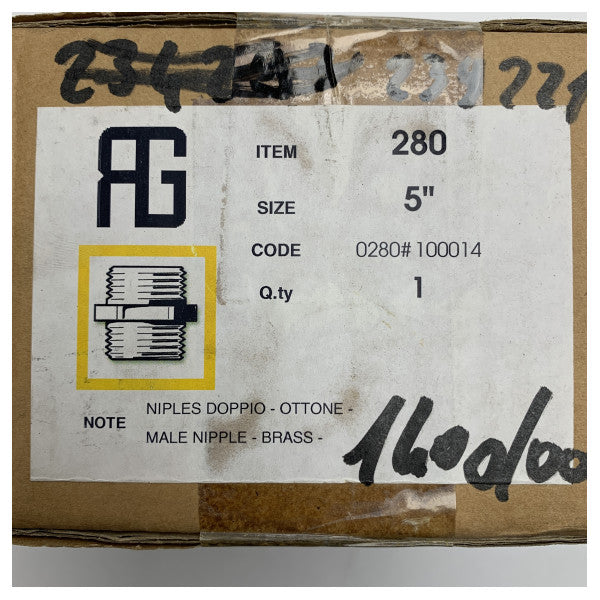 RG
ITEM 280
SIZE 5"
CODE 0280#100014
Q.ty 1
NOTE NIPLES DOPPIO - OTTONE -
MALE NIPPLE - BRASS -